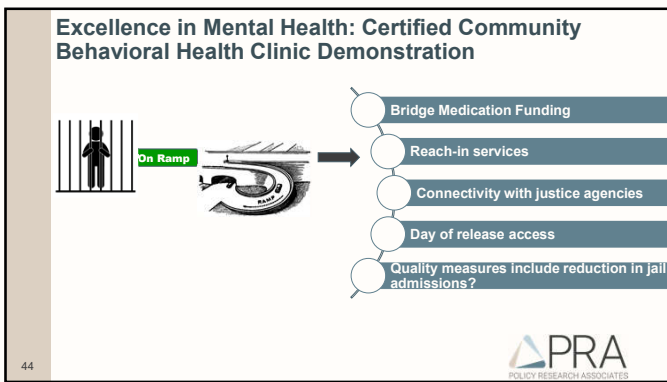 Excellence in Mental Health: Certified Community
Behavioral Health Clinic Demonstration
On Ramp
RAMP
Bridge Medication Funding
Reach-in services
Connectivity with justice agencies
Day of release access
Quality measures include reduction in jail
admissions?
44
PRA
POLICY RESEARCH ASSOCIATES